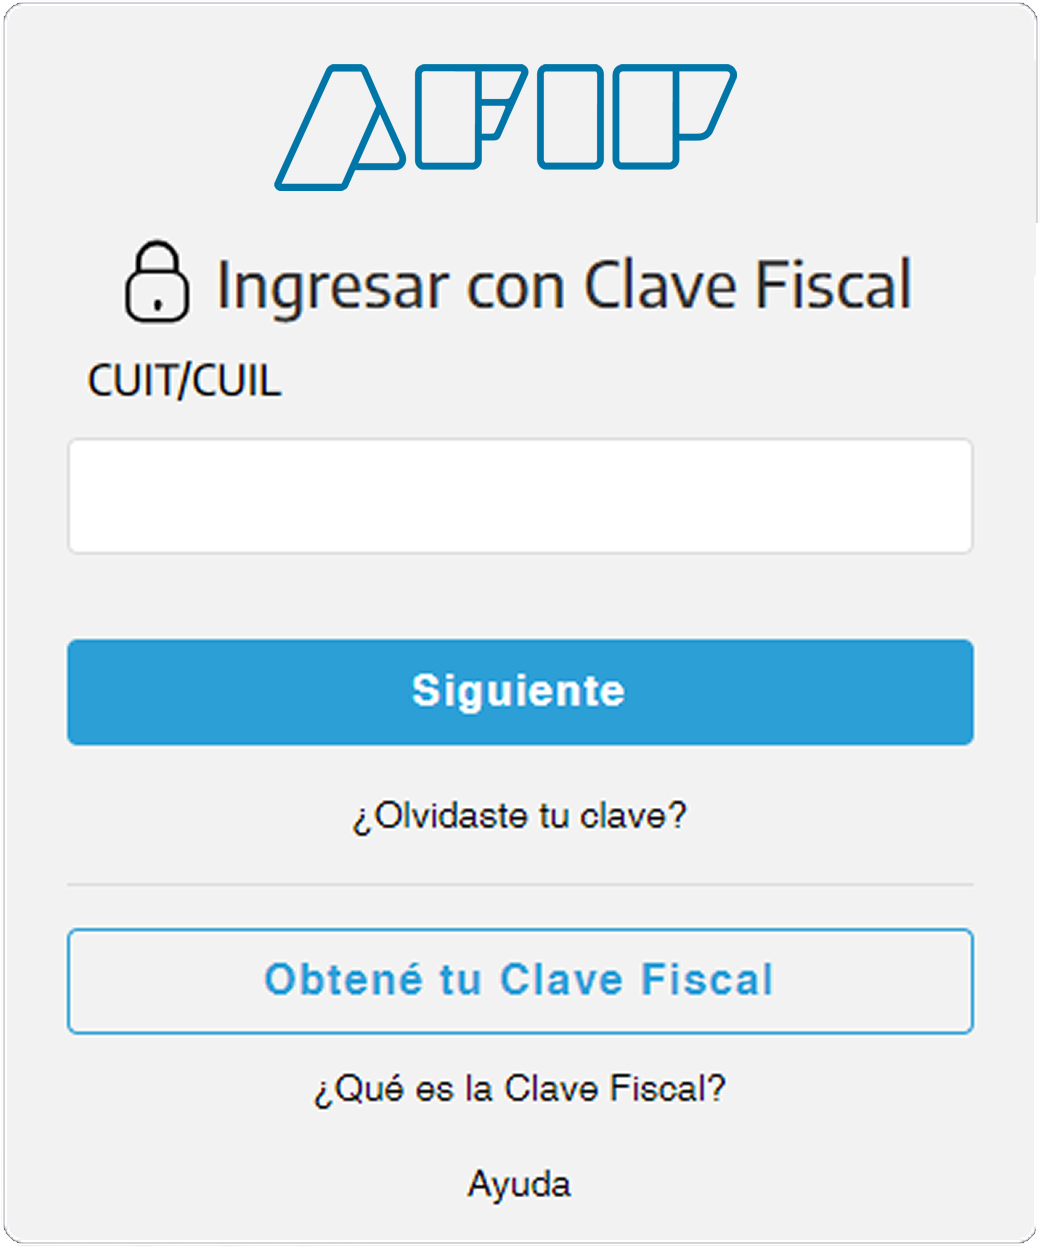 AFIP
Ingresar con Clave Fiscal
CUIT/CUIL
Siguiente
¿Olvidaste tu clave?
Obtené tu Clave Fiscal
¿Qué es la Clave Fiscal?
Ayuda